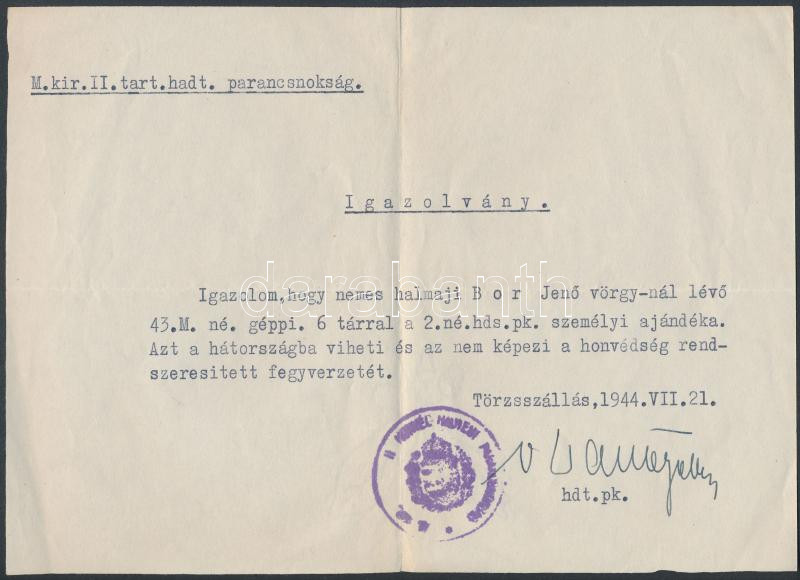 M.kir.II.tart.hadt. parancsnokság.
Igazolvány.
Igazolom,hogy nemes halmaji Bor Jenő vörgy-nál lévő
43.M. né. géppi. 6 tárral a 2.né.hds.pk. személyi ajándéka.
Azt a hátországba viheti és az nem képezi a honvédség rend-
szeresitett fegyverzetét.
Törzsszállás,1944.VII.21.
hdt.pk.
darabanth